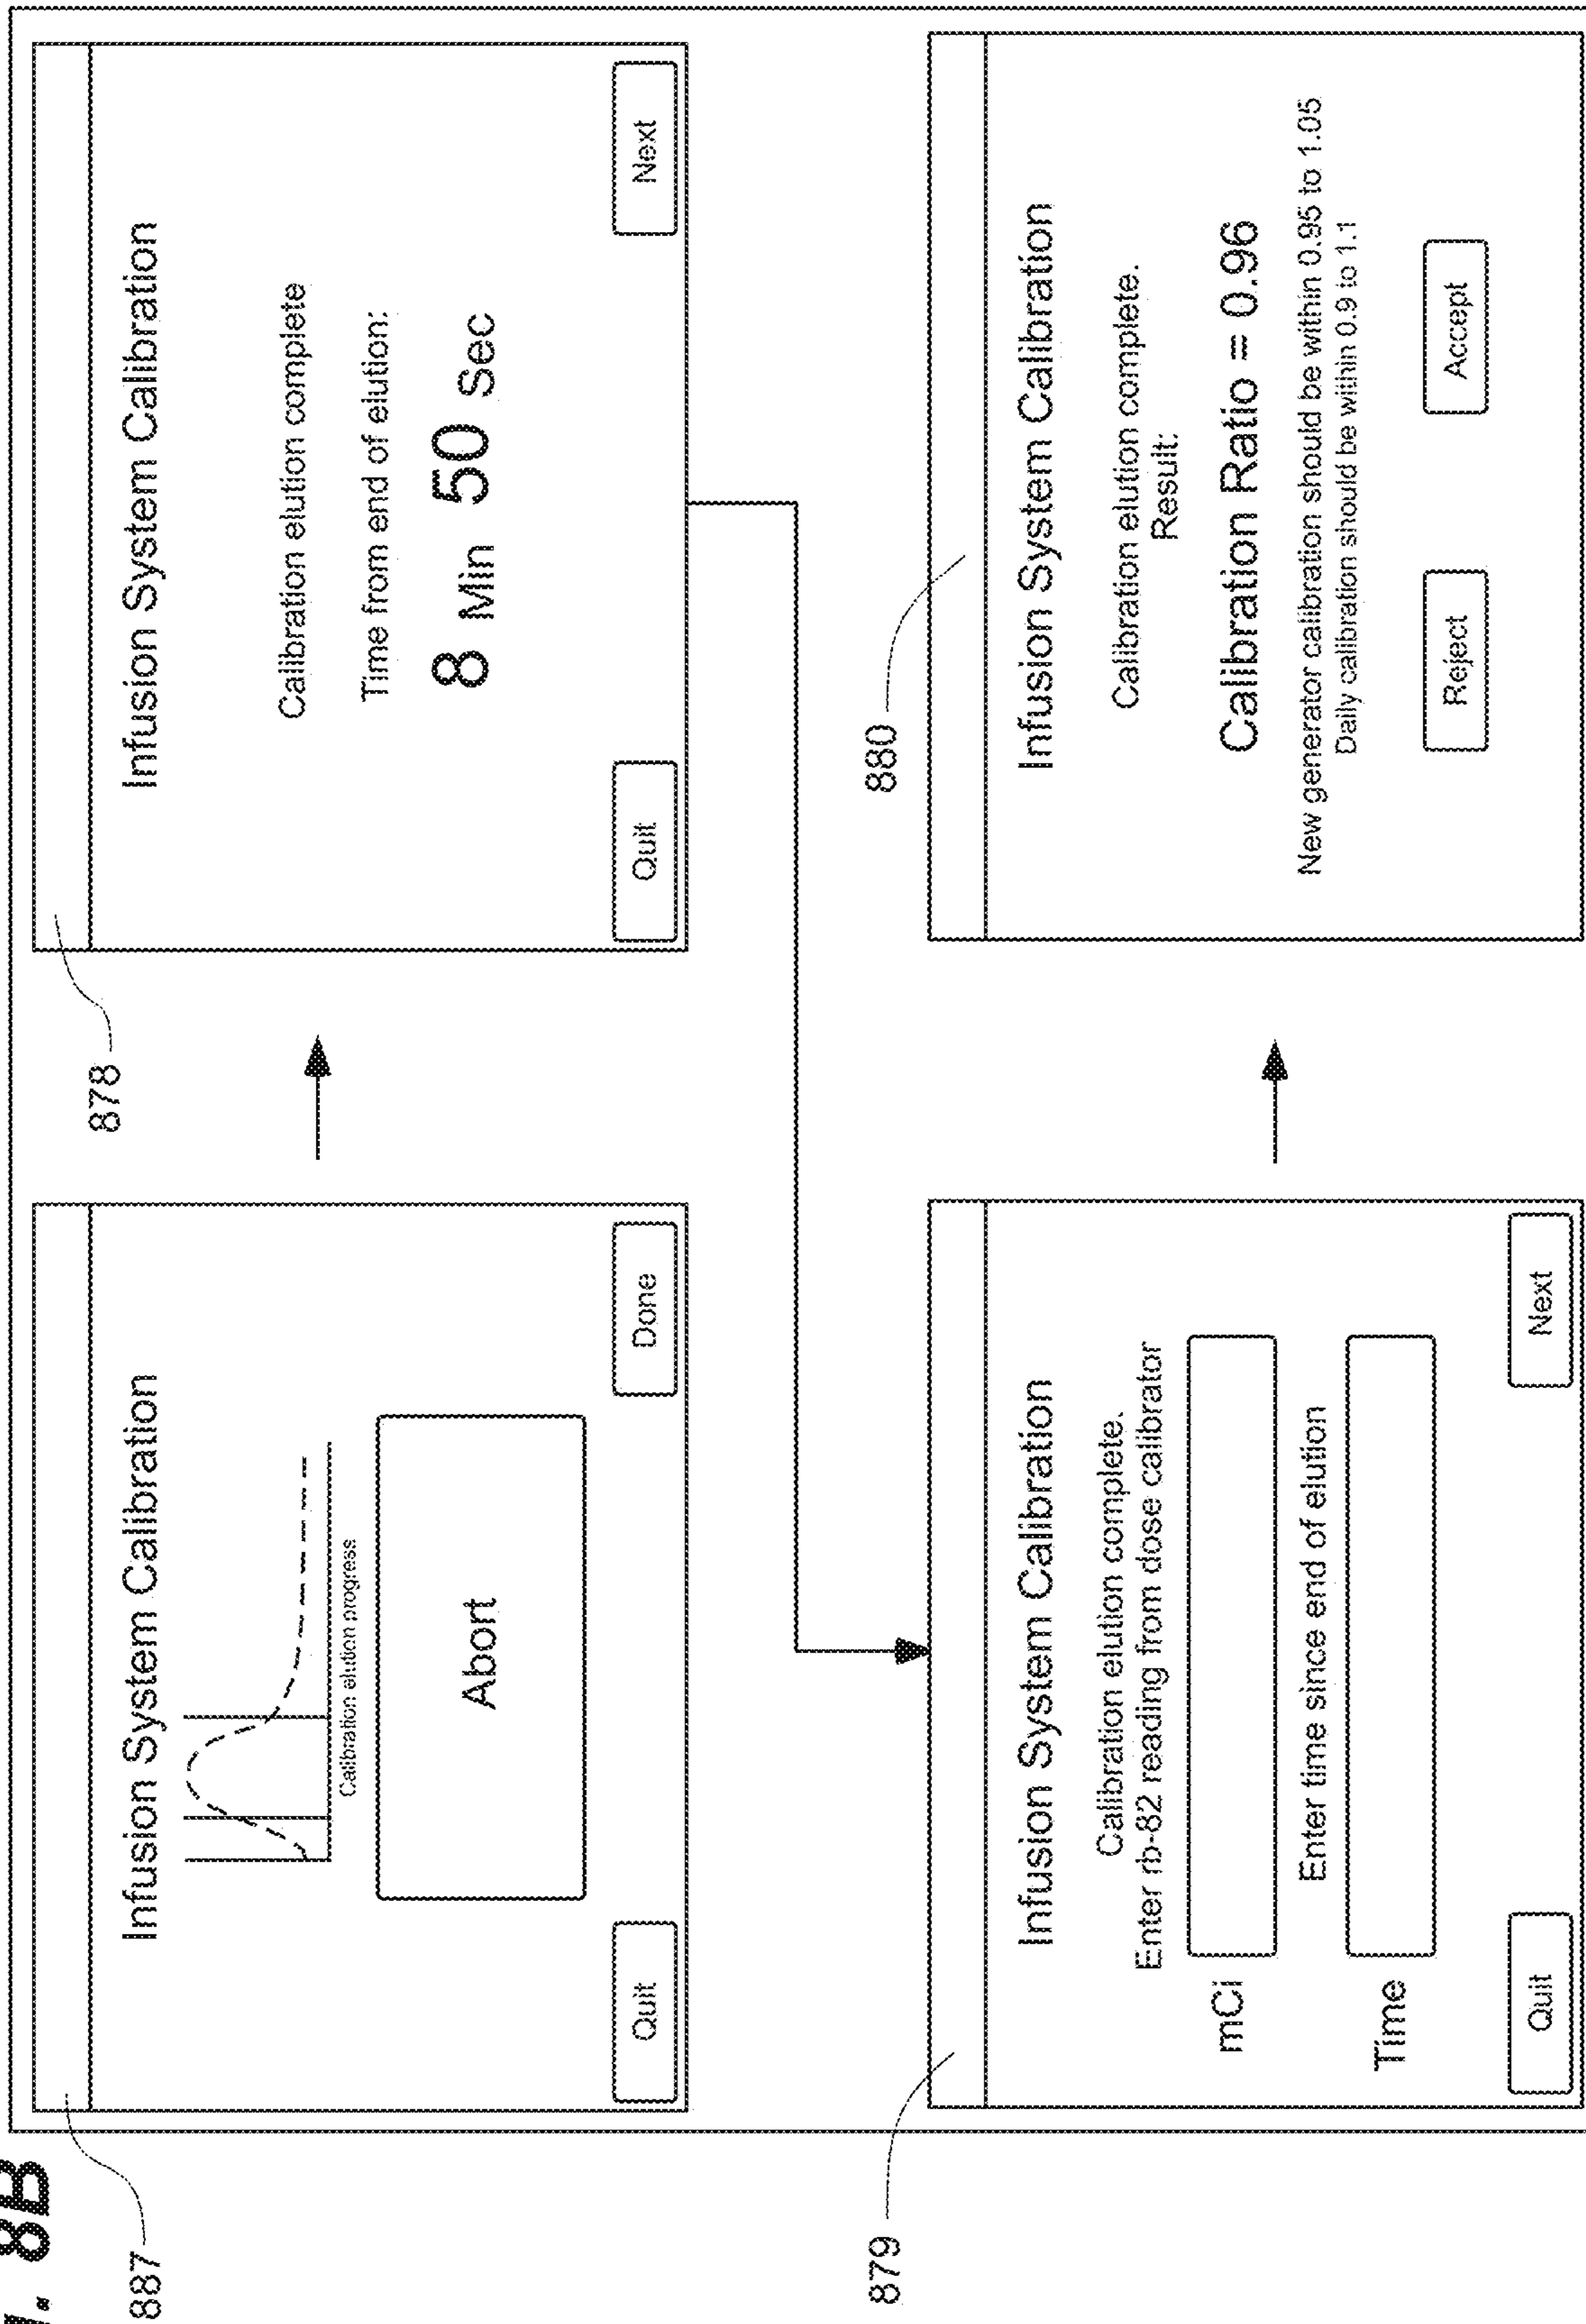 8B
887
Infusion System Calibration
Calibration elution progress
Abort
Quit
Done
878
Infusion System Calibration
Calibration elution complete
Time from end of elution:
8 Min 50 Sec
Quit
Next
879
Infusion System Calibration
Calibration elution complete.
Enter rb-82 reading from dose calibrator
mCi
Enter time since end of elution
Time
Quit
Next
880
Infusion System Calibration
Calibration elution complete.
Result:
Calibration Ratio = 0.96
New generator calibration should be within 0.95 to 1.05
Daily calibration should be within 0.9 to 1.1
Reject
Accept